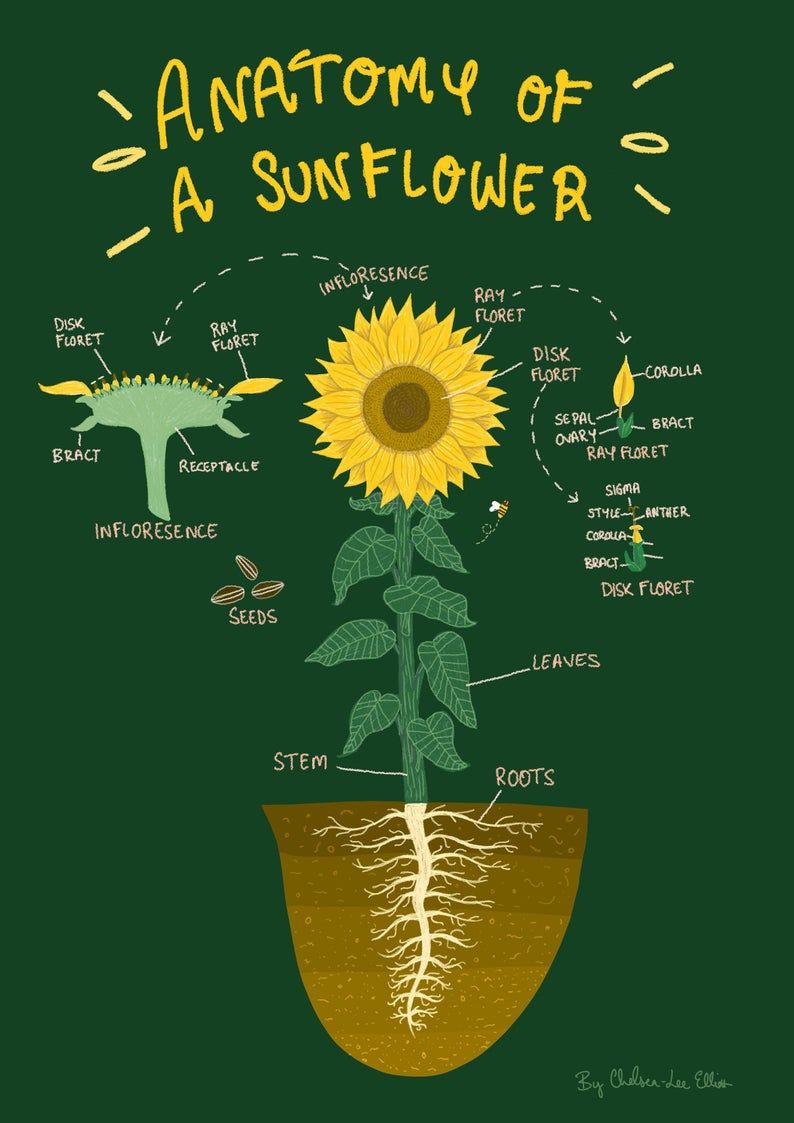 ANATOMY OF
A SUNFLOWER
INFLORESENCE
RAY
FLORET
DISK
FLORET
DISK
FLORET
RAY
FLORET
BRACT
RECEPTACLE
INFLORESENCE
COROLLA
SEPAL
OVARY
BRACT
RAY FLORET
SIGMA
STYLE
ANTHER
COROLLA
BRACT
DISK FLORET
SEEDS
LEAVES
STEM
ROOTS
By Chelsea-Lee Elliott